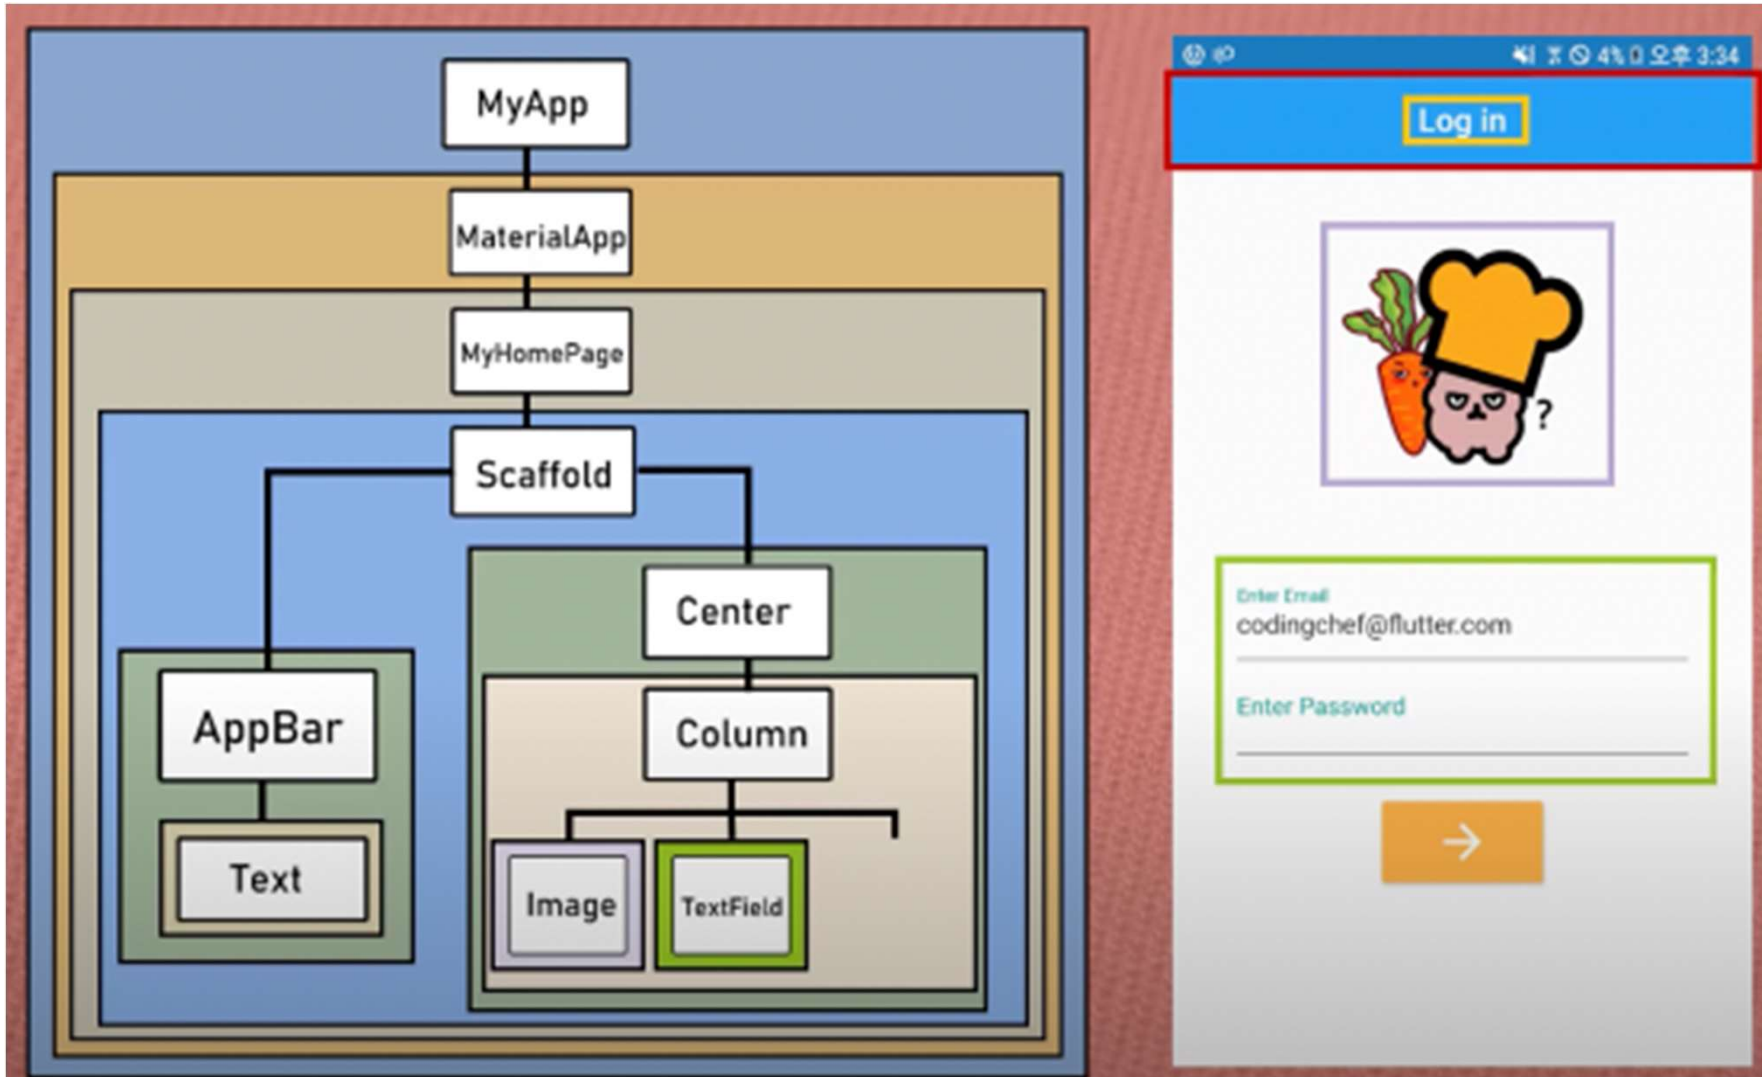 MyApp
MaterialApp
MyHomePage
Scaffold
Center
AppBar
Column
Text
Image
TextField
4% 오후 3:34
Log in
?
Enter Email
codingchef@flutter.com
Enter Password